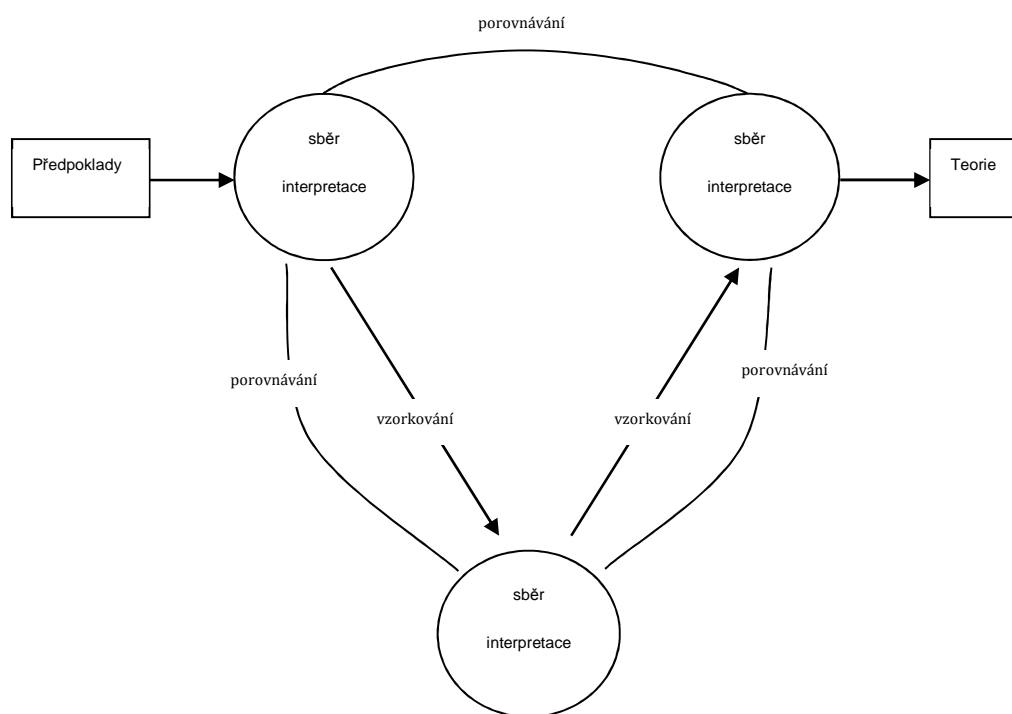 porovnávání
sběr
interpretace
sběr
interpretace
Předpoklady
Teorie
porovnávání
porovnávání
vzorkování
vzorkování
sběr
interpretace